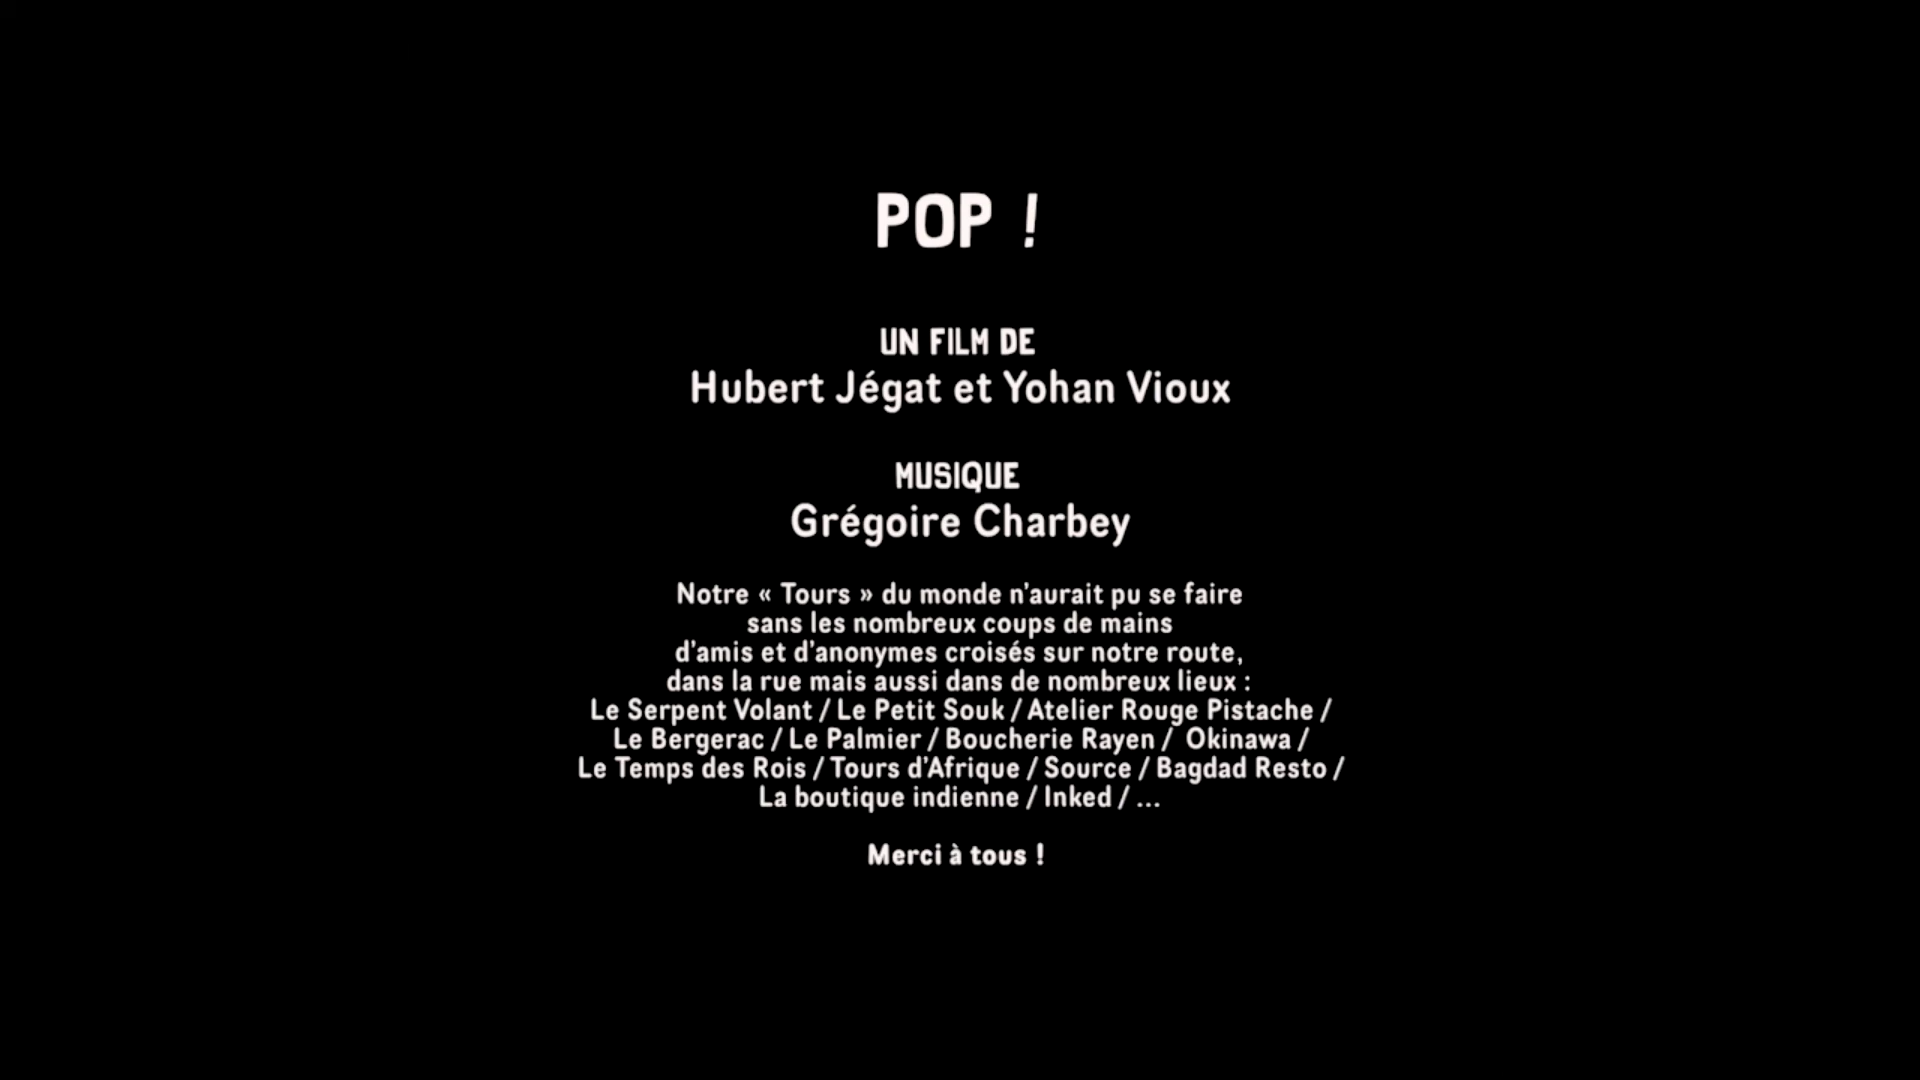 POP !
UN FILM DE
Hubert Jégat et Yohan Vioux
MUSIQUE
Grégoire Charbey
Notre « Tours » du monde n’aurait pu se faire
sans les nombreux coups de mains
d’amis et d’anonymes croisés sur notre route,
dans la rue mais aussi dans de nombreux lieux :
Le Serpent Volant / Le Petit Souk / Atelier Rouge Pistache /
Le Bergerac / Le Palmier / Boucherie Rayen / Okinawa /
Le Temps des Rois / Tours d’Afrique / Source / Bagdad Resto /
La boutique indienne / Inked / ...
Merci à tous !